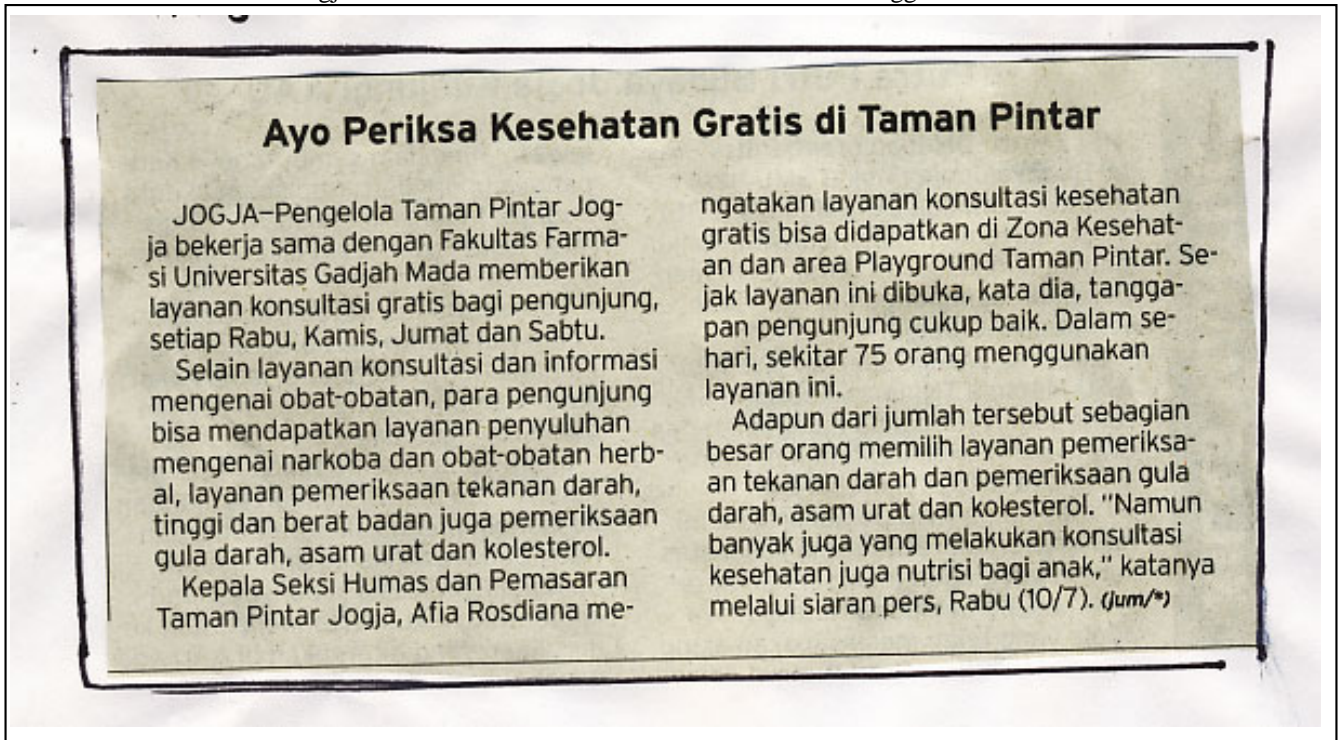 Ayo Periksa Kesehatan Gratis di Taman Pintar
JOGJA–Pengelola Taman Pintar Jog-
ja bekerja sama dengan Fakultas Farma-
si Universitas Gadjah Mada memberikan
layanan konsultasi gratis bagi pengunjung,
setiap Rabu, Kamis, Jumat dan Sabtu.
Selain layanan konsultasi dan informasi
mengenai obat-obatan, para pengunjung
bisa mendapatkan layanan penyuluhan
mengenai narkoba dan obat-obatan herb-
al, layanan pemeriksaan tekanan darah,
tinggi dan berat badan juga pemeriksaan
gula darah, asam urat dan kolesterol.
Kepala Seksi Humas dan Pemasaran
Taman Pintar Jogja, Afia Rosdiana me-
ngatakan layanan konsultasi kesehatan
gratis bisa didapatkan di Zona Kesehat-
an dan area Playground Taman Pintar. Se-
jak layanan ini dibuka, kata dia, tangga-
pan pengunjung cukup baik. Dalam se-
hari, sekitar 75 orang menggunakan
layanan ini.
Adapun dari jumlah tersebut sebagian
besar orang memilih layanan pemeriksa-
an tekanan darah dan pemeriksaan gula
darah, asam urat dan kolesterol. "Namun
banyak juga yang melakukan konsultasi
kesehatan juga nutrisi bagi anak," katanya
melalui siaran pers, Rabu (10/7). (jum/*)